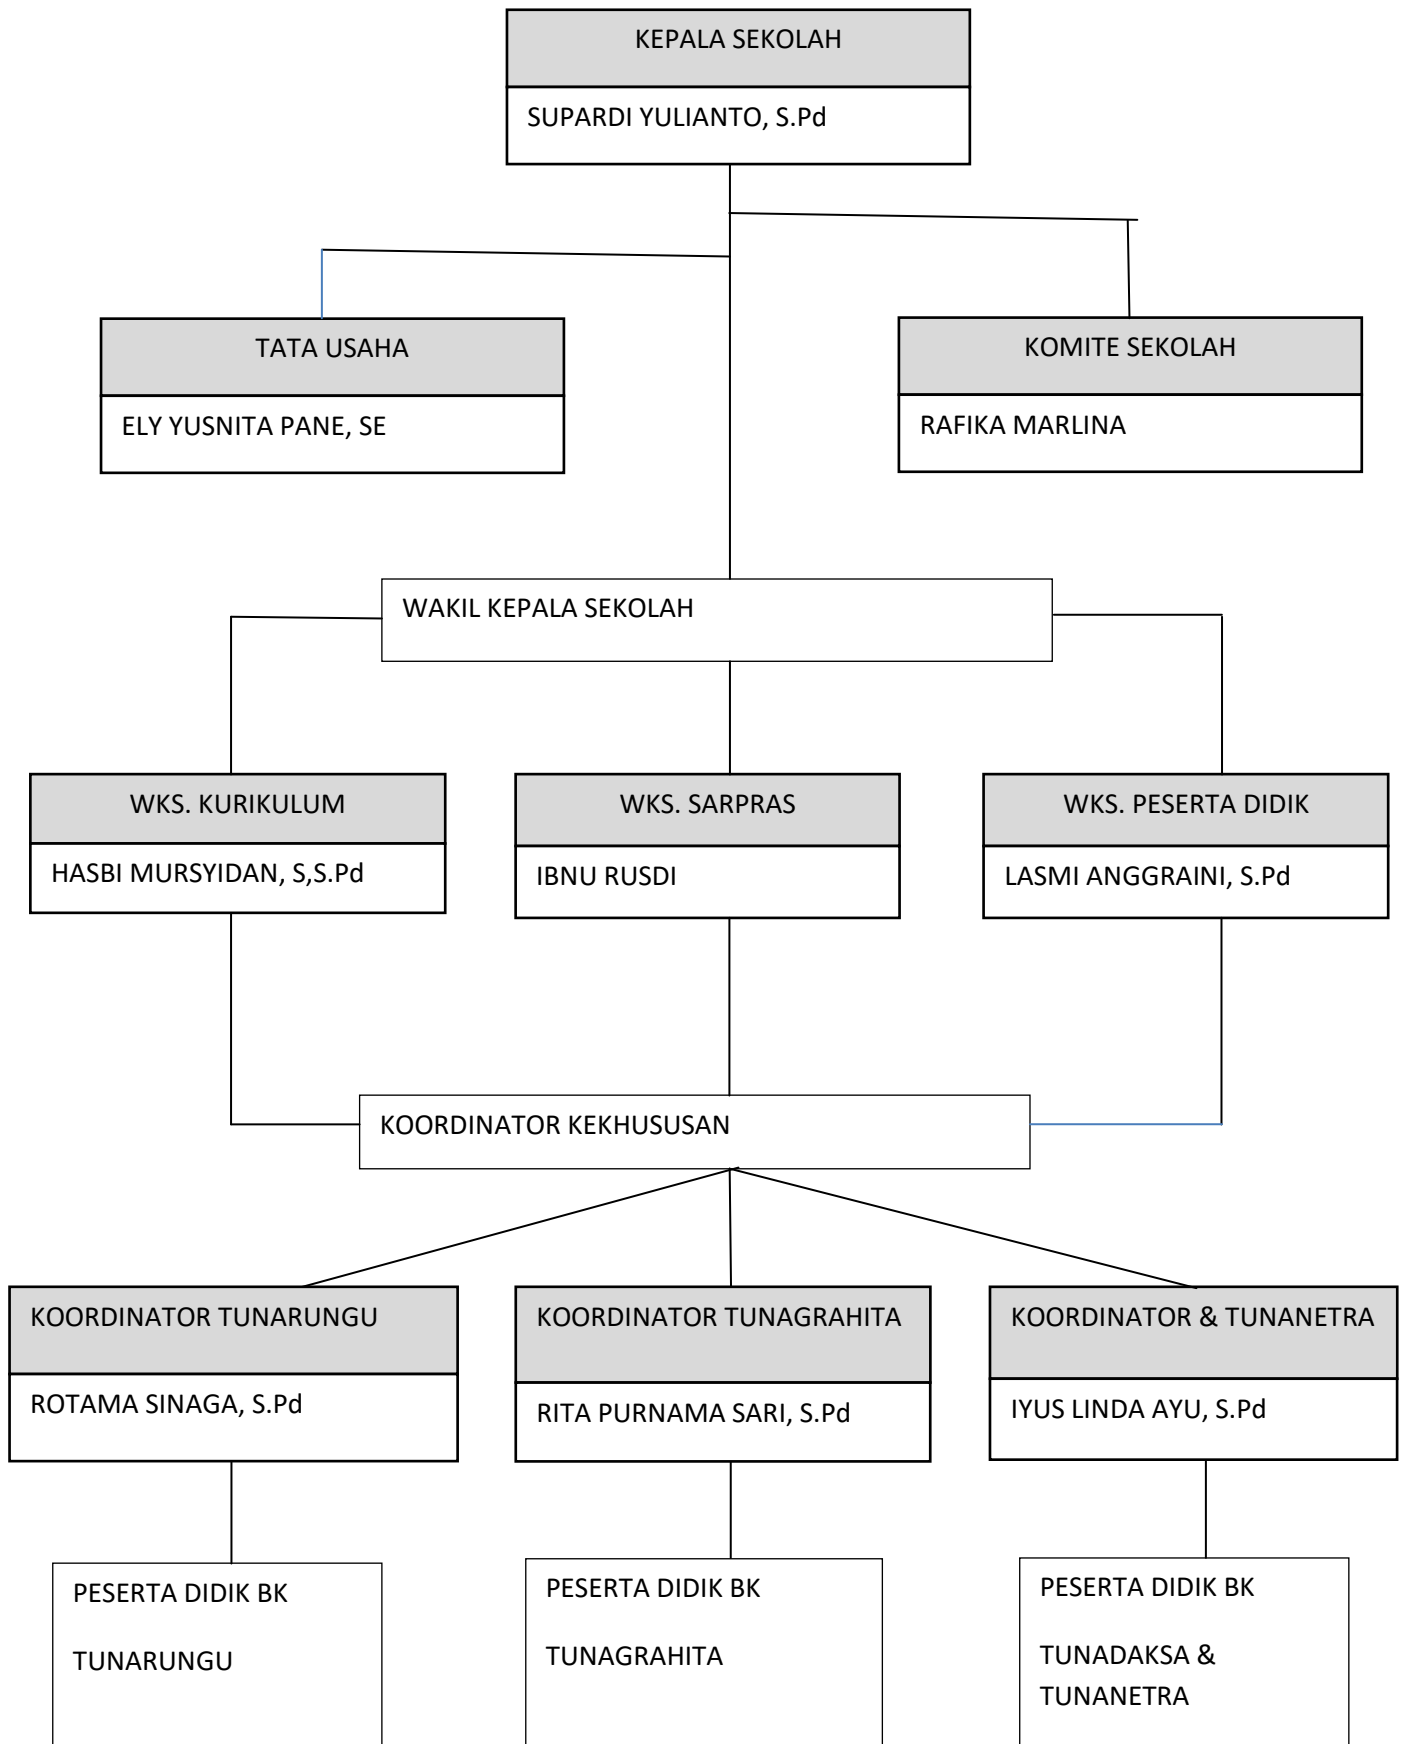 KEPALA SEKOLAH
SUPARDI YULIANTO, S.Pd
TATA USAHA
ELY YUSNITA PANE, SE
KOMITE SEKOLAH
RAFIKA MARLINA
WAKIL KEPALA SEKOLAH
WKS. KURIKULUM
HASBI MURSYIDAN, S,S.Pd
WKS. SARPRAS
IBNU RUSDI
WKS. PESERTA DIDIK
LASMI ANGGRAINI, S.Pd
KOORDINATOR KEKHUSUSAN
KOORDINATOR TUNARUNGU
ROTAMA SINAGA, S.Pd
KOORDINATOR TUNAGRAHITA
RITA PURNAMA SARI, S.Pd
KOORDINATOR & TUNANETRA
IYUS LINDA AYU, S.Pd
PESERTA DIDIK BK
TUNARUNGU
PESERTA DIDIK BK
TUNAGRAHITA
PESERTA DIDIK BK
TUNADAKSA &
TUNANETRA